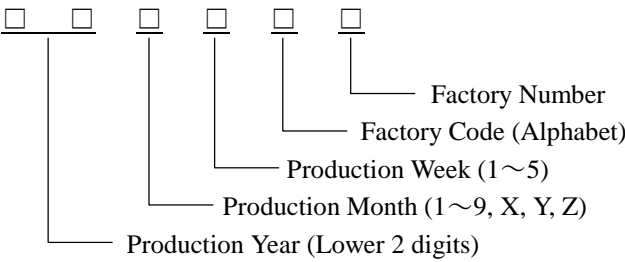 □ □ □ □ □ □
Factory Number
Factory Code (Alphabet)
Production Week (1～5)
Production Month (1～9, X, Y, Z)
Production Year (Lower 2 digits)